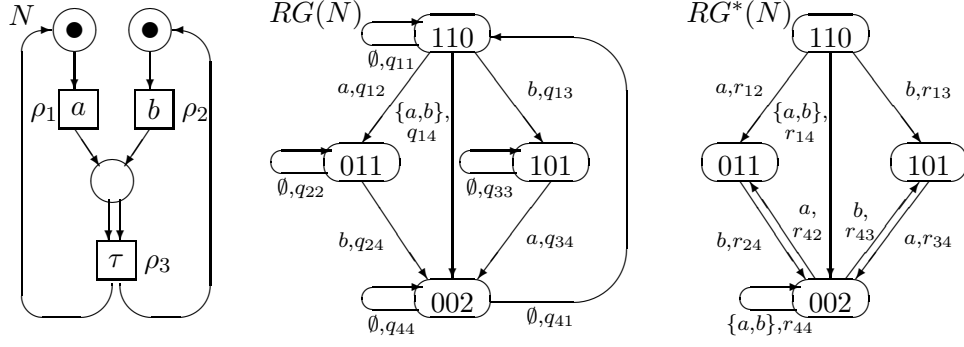 N
a
b
ρ1
ρ2
τ
ρ3
RG(N)
110
∅,q11
a,q12
{a,b},
q14
b,q13
011
101
∅,q22
∅,q33
b,q24
a,q34
002
∅,q44
∅,q41
RG*(N)
110
a,r12
{a,b},
r14
b,r13
011
101
b,r24
a,
r42
b,
r43
a,r34
002
{a,b},r44